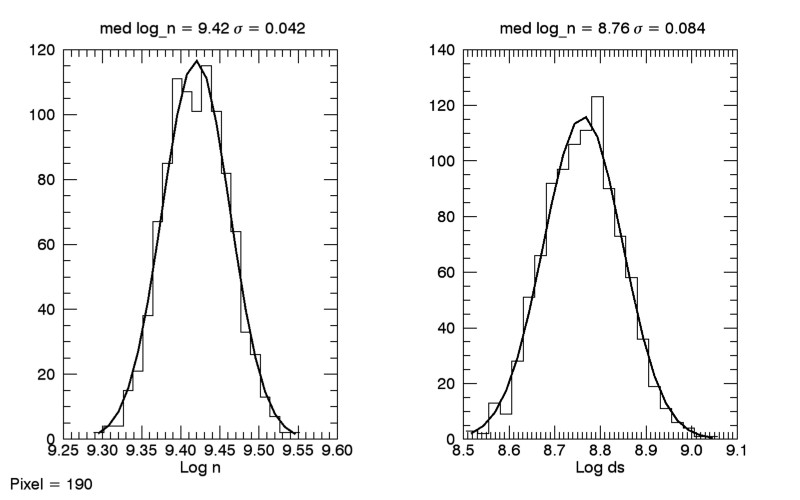 med log_n = 9.42 σ = 0.042
120
100
80
60
40
20
0
9.25 9.30 9.35 9.40 9.45 9.50 9.55 9.60
Log n
med log_n = 8.76 σ = 0.084
140
120
100
80
60
40
20
0
8.5 8.6 8.7 8.8 8.9 9.0 9.1
Log ds
Pixel = 190